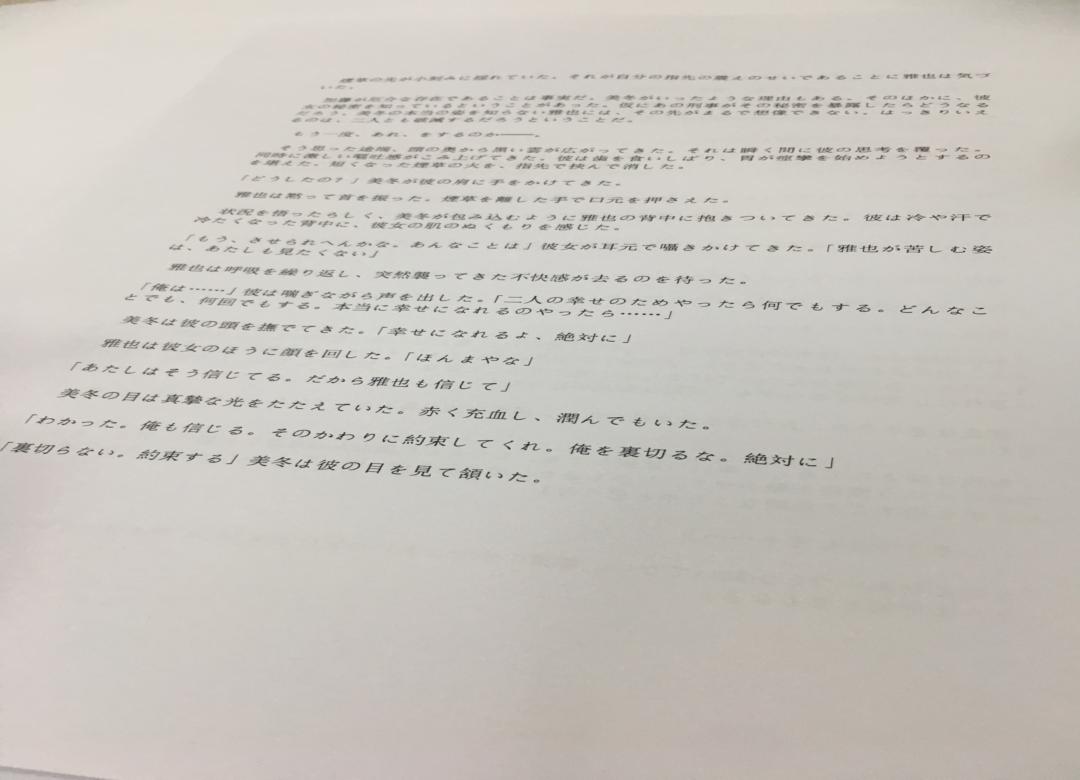 煙草の先が小刻みに揺れていた。それが自分の指先の震えのせいであることに雅也は気づ
いた。
加藤が厄介な存在であることは事実だ。美冬がいったような理由もある。そのほかに、彼
女の秘密を知っているということがあった。仮にあの刑事がその秘密を暴露したらどうなる
だろう。美冬の本当の姿を知らない雅也には、その先がまるで想像できない。はっきりいえ
るのは、二人とも破滅するだろうということだ。
もう一度、あれ、をするのか――。
そう思った途端、頭の奥から黒い雲が広がってきた。それは瞬く間に彼の思考を覆った。
同時に激しい嘔吐感がこみ上げてきた。彼は歯を食いしばり、胃が痙攣を始めようとするの
を堪えた。短くなった煙草の火を、指先で挟んで消した。
「どうしたの？」美冬が彼の肩に手をかけてきた。
雅也は黙って首を振った。煙草を離した手で口元を押さえた。
状況を悟ったらしく、美冬が包み込むように雅也の背中に抱きついてきた。彼は冷や汗で
冷たくなった背中に、彼女の肌のぬくもりを感じた。
「もう、させられへんかな。あんなことは」彼女が耳元で囁きかけてきた。「雅也が苦しむ姿
は、あたしも見たくない」
雅也は呼吸を繰り返し、突然襲ってきた不快感が去るのを待った。
「俺は……」彼は喘ぎながら声を出した。「二人の幸せのためやったら何でもする。どんなこ
とでも、何回でもする。本当に幸せになれるのやったら……」
美冬は彼の頭を撫でてきた。「幸せになれるよ、絶対に」
雅也は彼女のほうに顔を回した。「ほんまやな」
「あたしはそう信じてる。だから雅也も信じて」
美冬の目は真摯な光をたたえていた。赤く充血し、潤んでもいた。
「わかった。俺も信じる。そのかわりに約束してくれ。俺を裏切るな。絶対に」
「裏切らない。約束する」美冬は彼の目を見て頷いた。